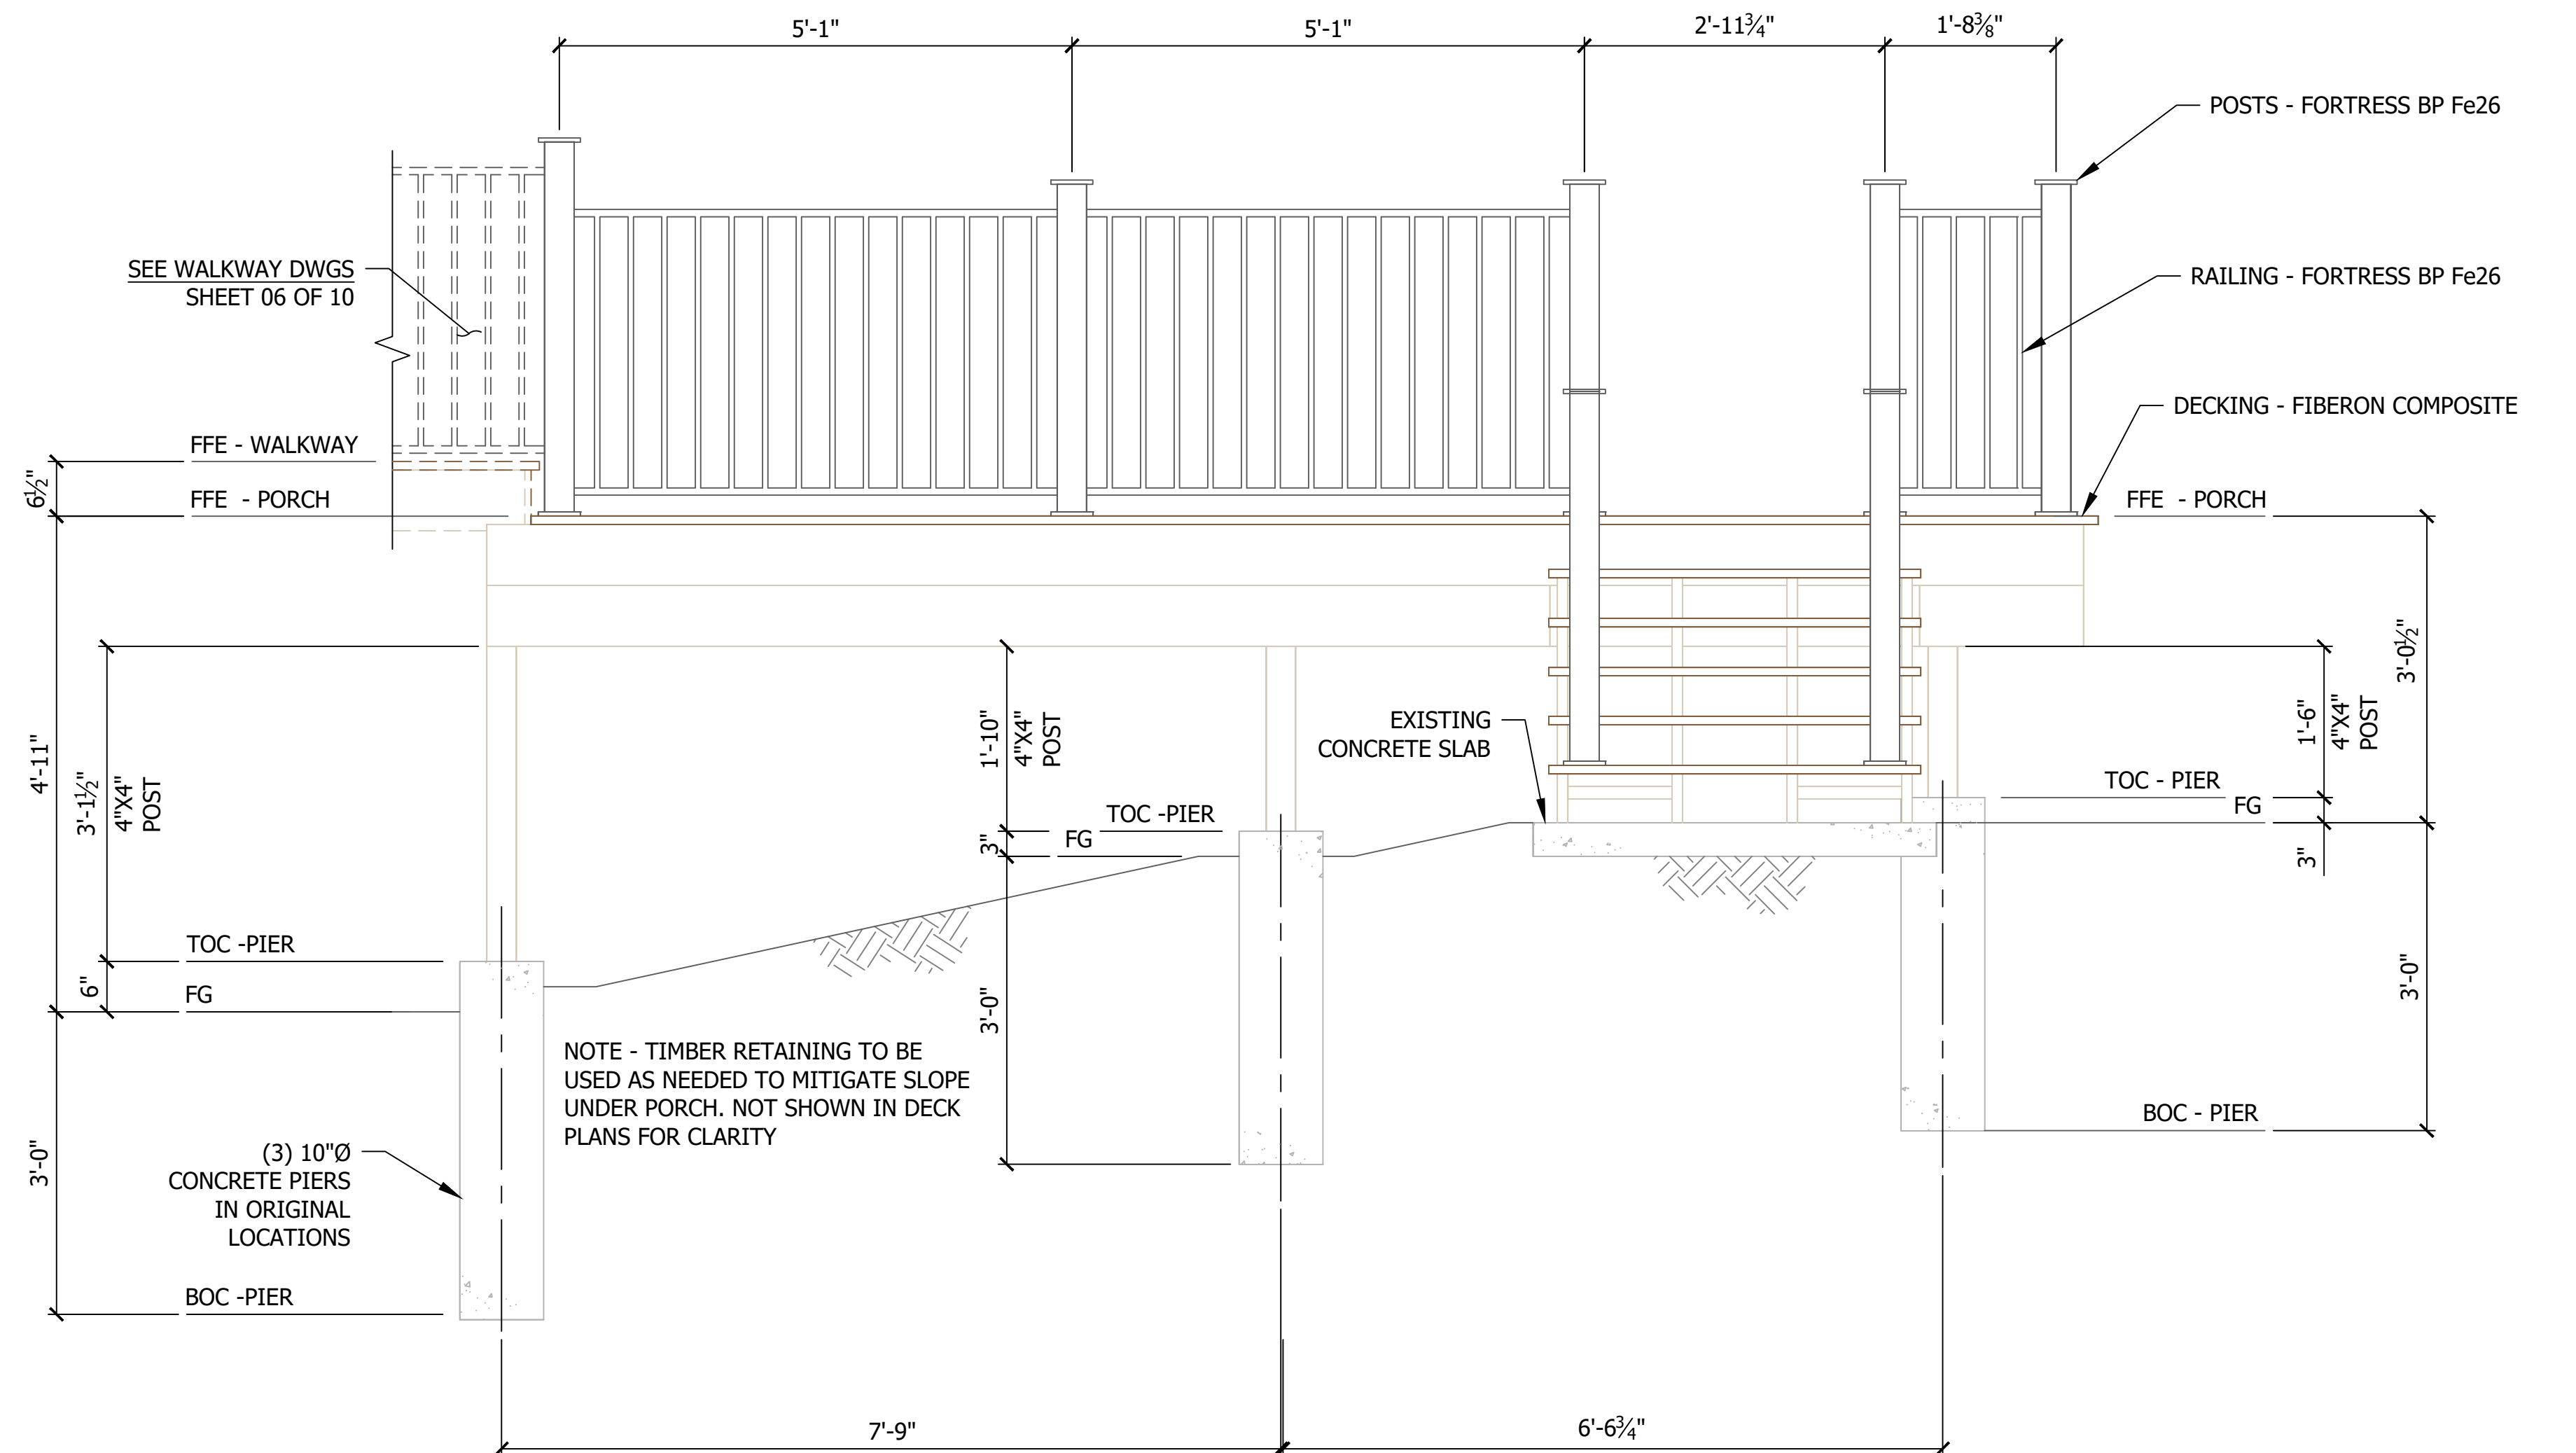 5'-1"
5'-1"
2'-11¾"
1'-8⅜"
POSTS - FORTRESS BP Fe26
SEE WALKWAY DWGS
SHEET 06 OF 10
RAILING - FORTRESS BP Fe26
DECKING - FIBERON COMPOSITE
FFE - WALKWAY
6½"
FFE - PORCH
FFE - PORCH
4'-11"
3'-1½"
4"X4"
POST
1'-10"
4"X4"
POST
EXISTING
CONCRETE SLAB
1'-6"
4"X4"
POST
3'-0½"
TOC - PIER
FG
3"
TOC -PIER
FG
3"
TOC -PIER
6"
FG
3'-0"
3'-0"
NOTE - TIMBER RETAINING TO BE
USED AS NEEDED TO MITIGATE SLOPE
UNDER PORCH. NOT SHOWN IN DECK
PLANS FOR CLARITY
BOC - PIER
3'-0"
(3) 10"Ø
CONCRETE PIERS
IN ORIGINAL
LOCATIONS
BOC -PIER
7'-9"
6'-6¾"